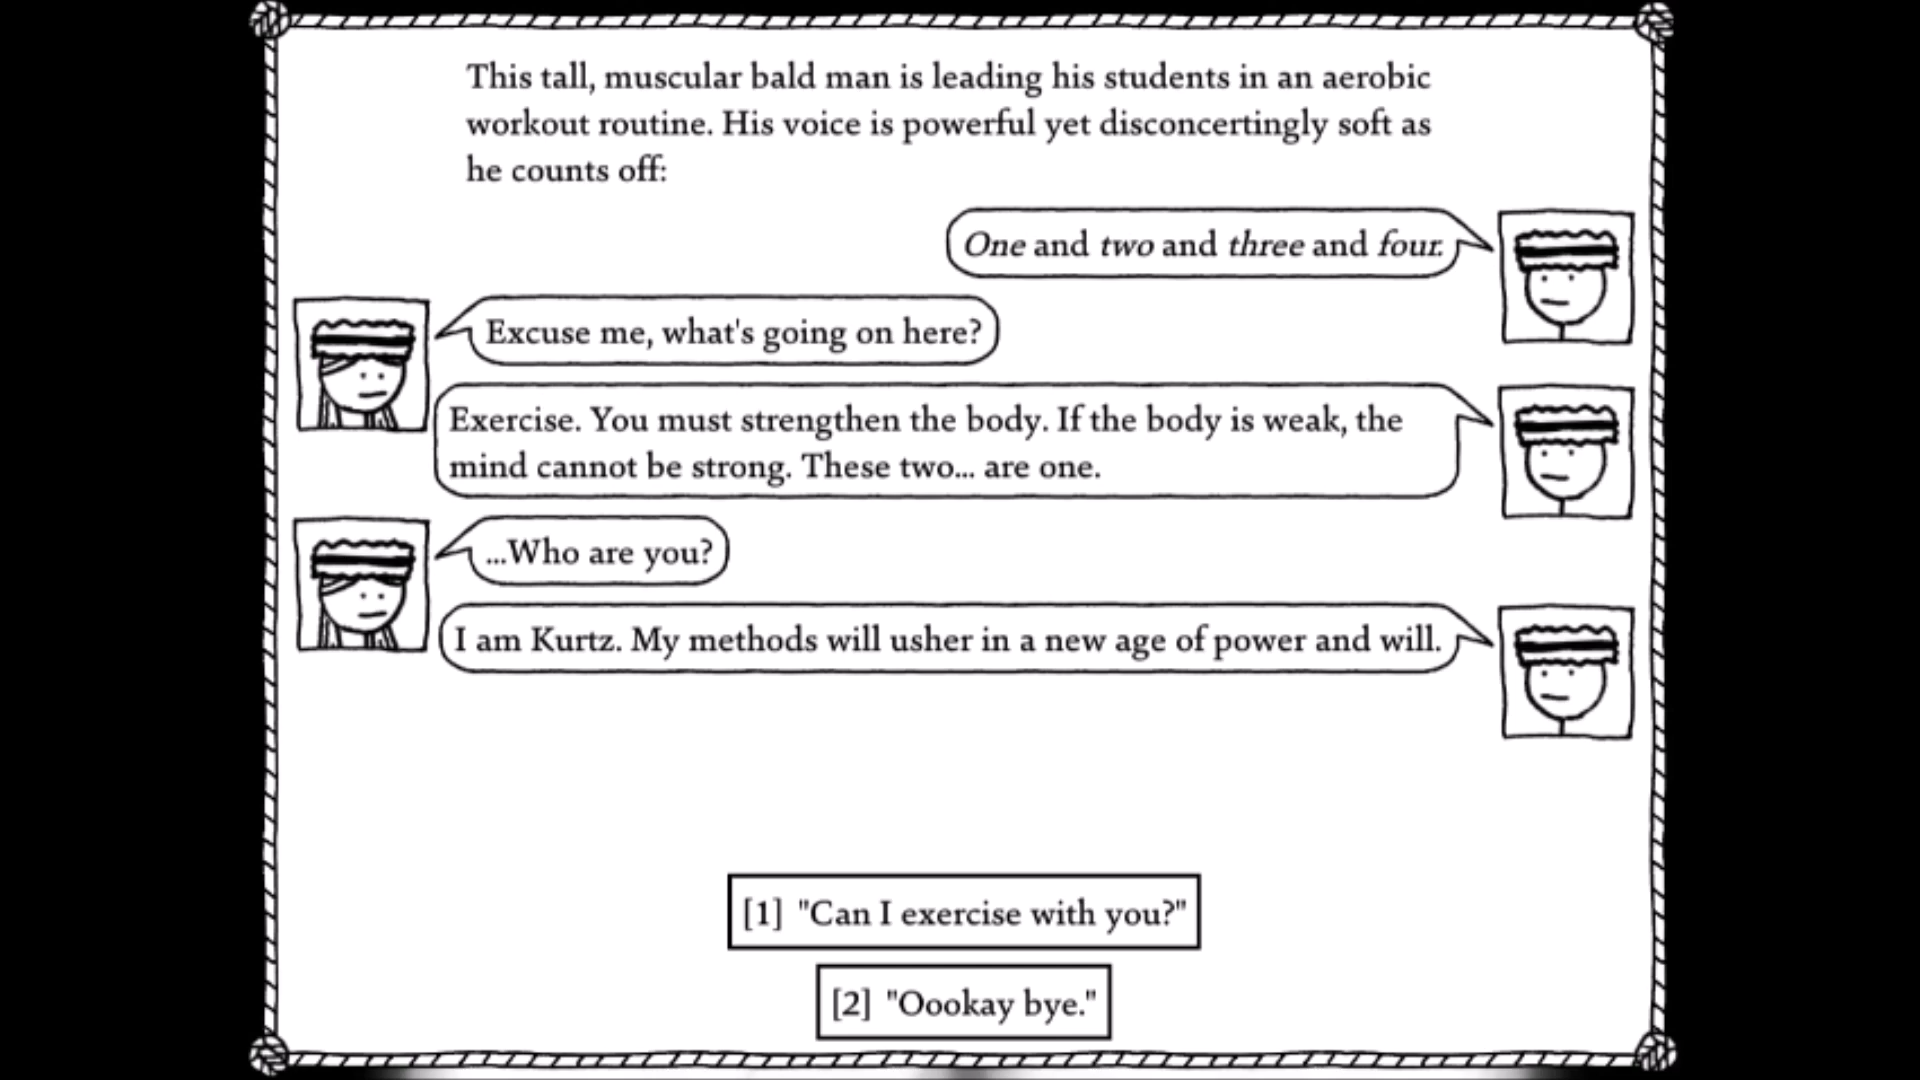 This tall, muscular bald man is leading his students in an aerobic
workout routine. His voice is powerful yet disconcertingly soft as
he counts off:
One and two and three and four.
Excuse me, what's going on here?
Exercise. You must strengthen the body. If the body is weak, the
mind cannot be strong. These two... are one.
...Who are you?
I am Kurtz. My methods will usher in a new age of power and will.
[1] "Can I exercise with you?"
[2] "Oookay bye."